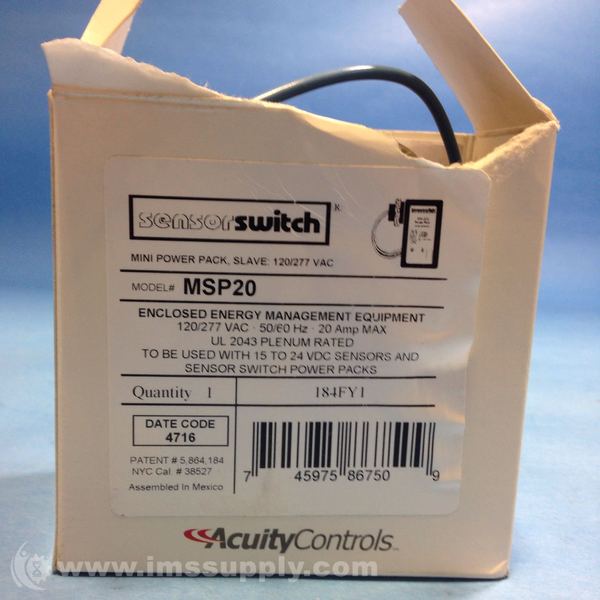 sensorswitch
R
MINI POWER PACK, SLAVE: 120/277 VAC
MODEL# MSP20
ENCLOSED ENERGY MANAGEMENT EQUIPMENT
120/277 VAC · 50/60 Hz · 20 Amp MAX
UL 2043 PLENUM RATED
TO BE USED WITH 15 TO 24 VDC SENSORS AND
SENSOR SWITCH POWER PACKS
Quantity 1 184FY1
DATE CODE
4716
PATENT # 5,864,184
NYC Cal. # 38527
Assembled In Mexico
7 45975 86750 9
AcuityControls
www.imssupply.com